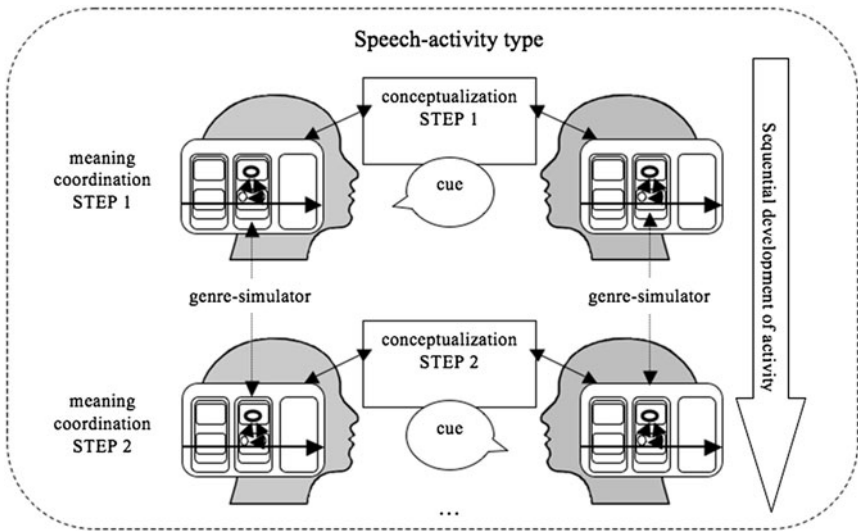 Speech-activity type
conceptualization
STEP 1
meaning
coordination
STEP 1
cue
Sequential development of activity
genre-simulator
genre-simulator
conceptualization
STEP 2
meaning
coordination
STEP 2
cue
...